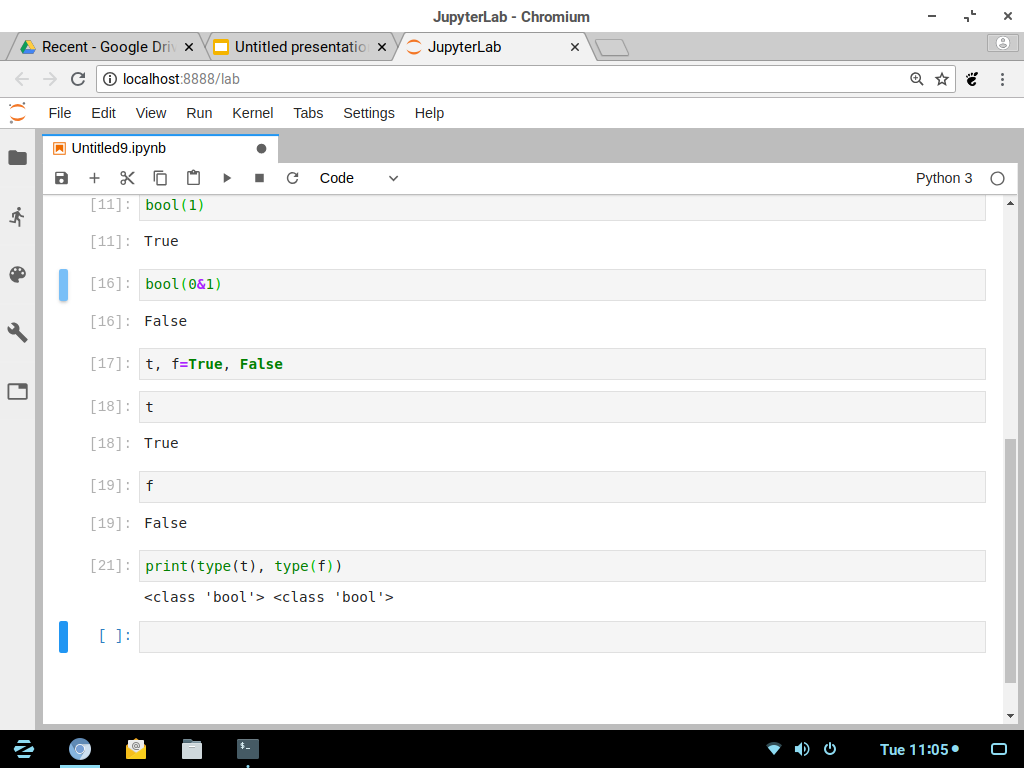 JupyterLab - Chromium
Recent - Google Driv
Untitled presentatio
JupyterLab
localhost:8888/lab
File Edit View Run Kernel Tabs Settings Help
Untitled9.ipynb
Code
Python 3
[11]: bool(1)
[11]: True
[16]: bool(0&1)
[16]: False
[17]: t, f=True, False
[18]: t
[18]: True
[19]: f
[19]: False
[21]: print(type(t), type(f))
<class 'bool'> <class 'bool'>
[ ]:
Tue 11:05